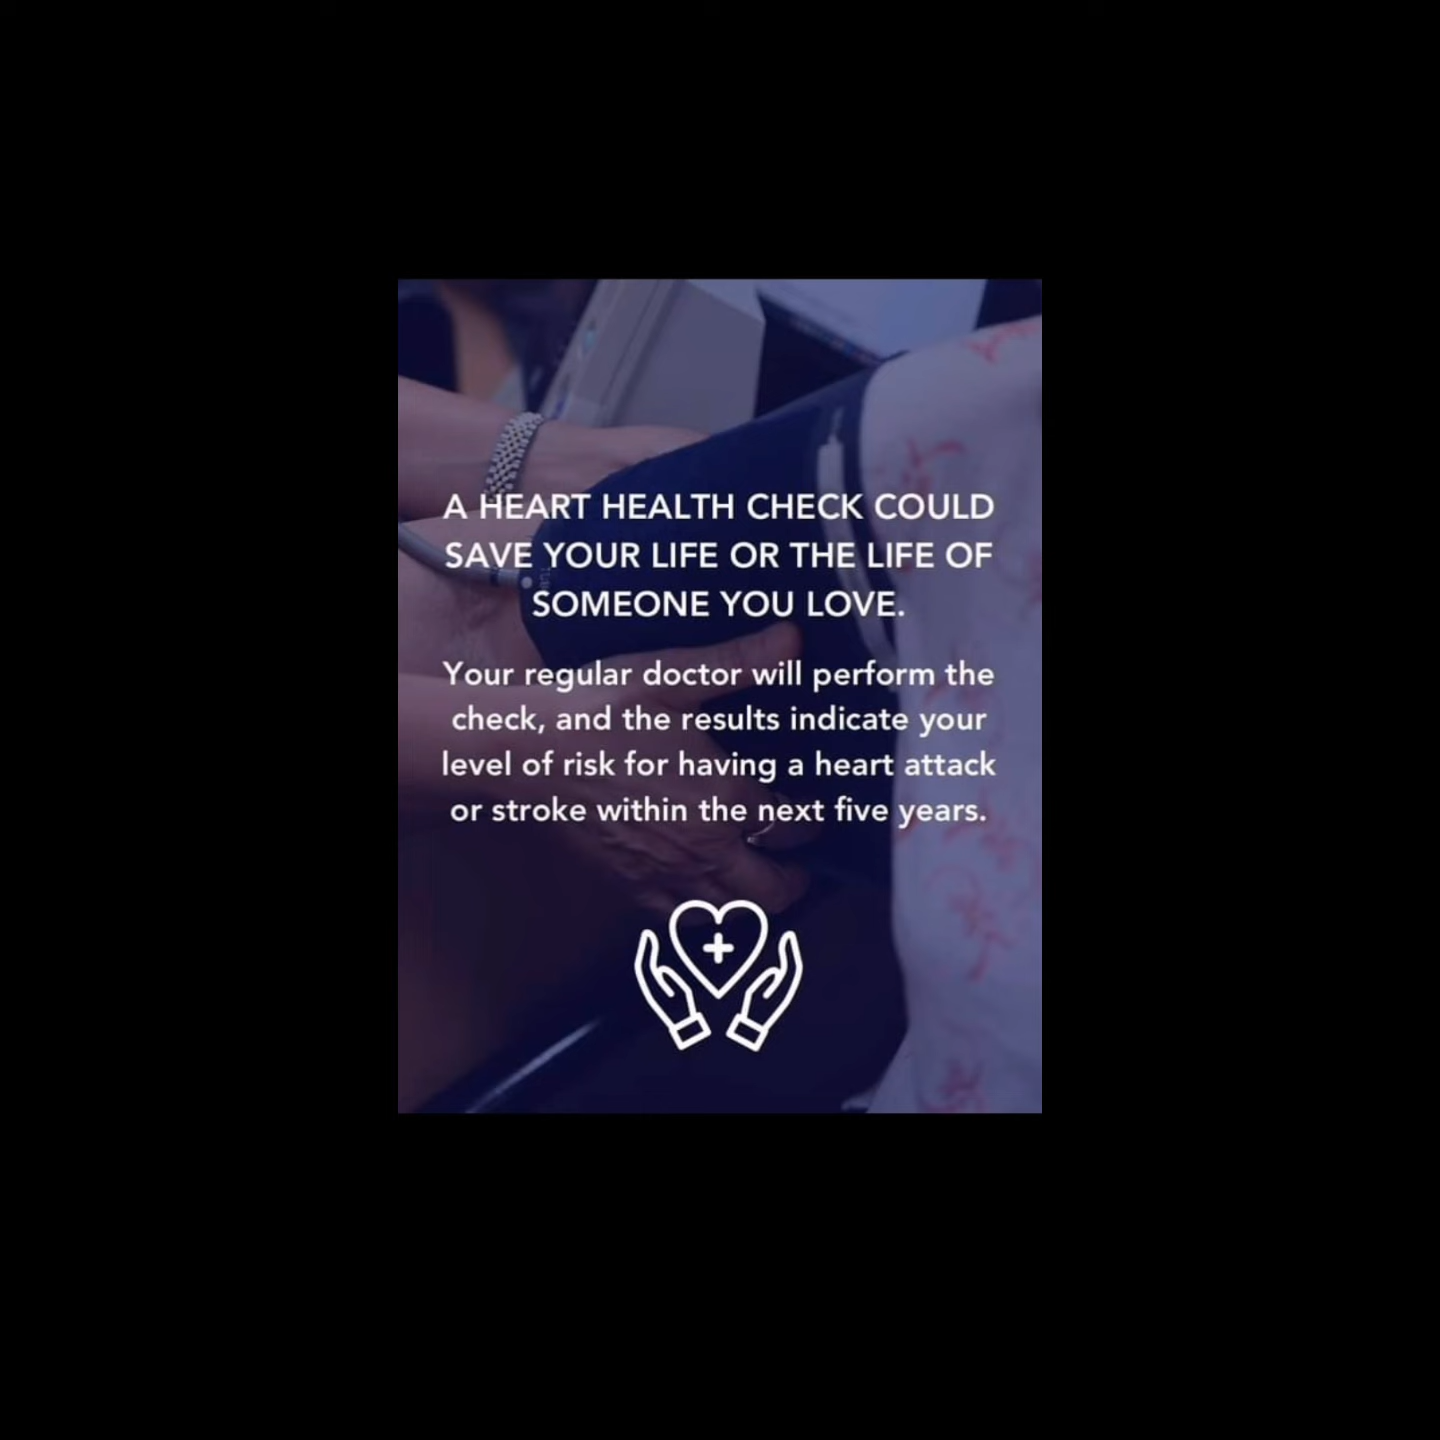 A HEART HEALTH CHECK COULD
SAVE YOUR LIFE OR THE LIFE OF
SOMEONE YOU LOVE.
Your regular doctor will perform the
check, and the results indicate your
level of risk for having a heart attack
or stroke within the next five years.